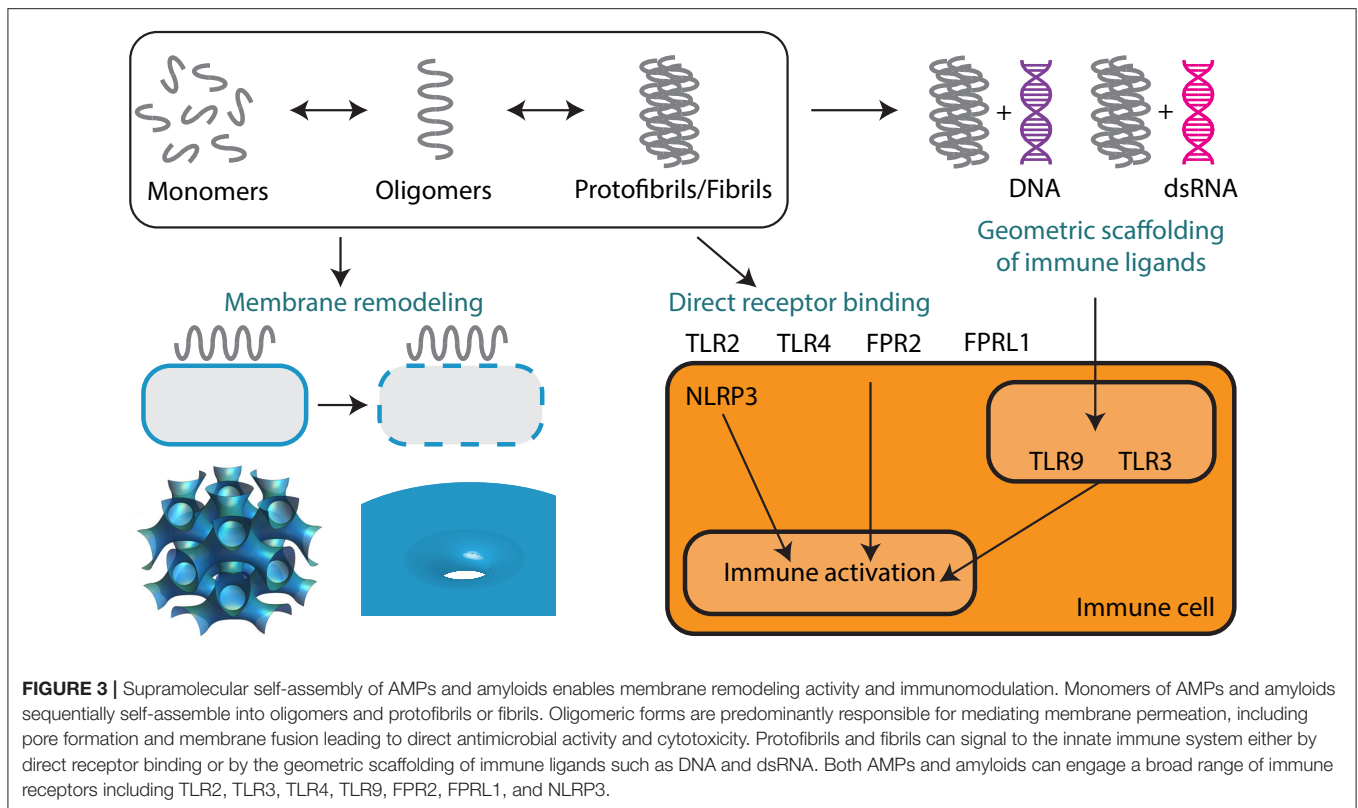 +
+
Monomers
Oligomers
Protofibrils/Fibrils
DNA
dsRNA
Geometric scaffolding
of immune ligands
Membrane remodeling
Direct receptor binding
TLR2 TLR4 FPR2 FPRL1
NLRP3
TLR9 TLR3
Immune activation
Immune cell
FIGURE 3 | Supramolecular self-assembly of AMPs and amyloids enables membrane remodeling activity and immunomodulation. Monomers of AMPs and amyloids
sequentially self-assemble into oligomers and protofibrils or fibrils. Oligomeric forms are predominantly responsible for mediating membrane permeation, including
pore formation and membrane fusion leading to direct antimicrobial activity and cytotoxicity. Protofibrils and fibrils can signal to the innate immune system either by
direct receptor binding or by the geometric scaffolding of immune ligands such as DNA and dsRNA. Both AMPs and amyloids can engage a broad range of immune
receptors including TLR2, TLR3, TLR4, TLR9, FPR2, FPRL1, and NLRP3.